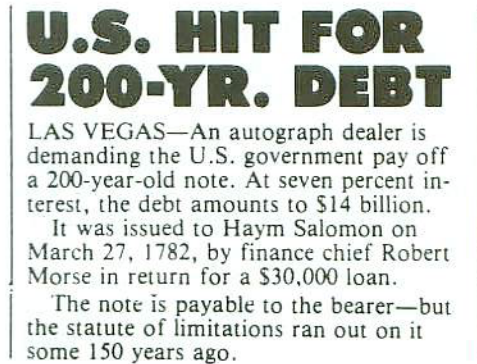 U.S. HIT FOR
200-YR. DEBT
LAS VEGAS—An autograph dealer is
demanding the U.S. government pay off
a 200-year-old note. At seven percent in-
terest, the debt amounts to $14 billion.
It was issued to Haym Salomon on
March 27, 1782, by finance chief Robert
Morse in return for a $30,000 loan.
The note is payable to the bearer—but
the statute of limitations ran out on it
some 150 years ago.